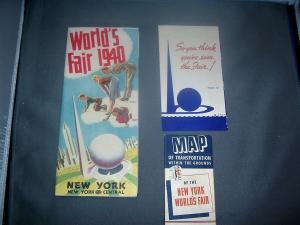 World's
Fair 1940
NEW YORK
NEW YORK CENTRAL
So you think
you've seen
the Fair!
MAP
OF TRANSPORTATION
WITHIN THE GROUNDS
OF THE
NEW YORK
WORLD'S FAIR